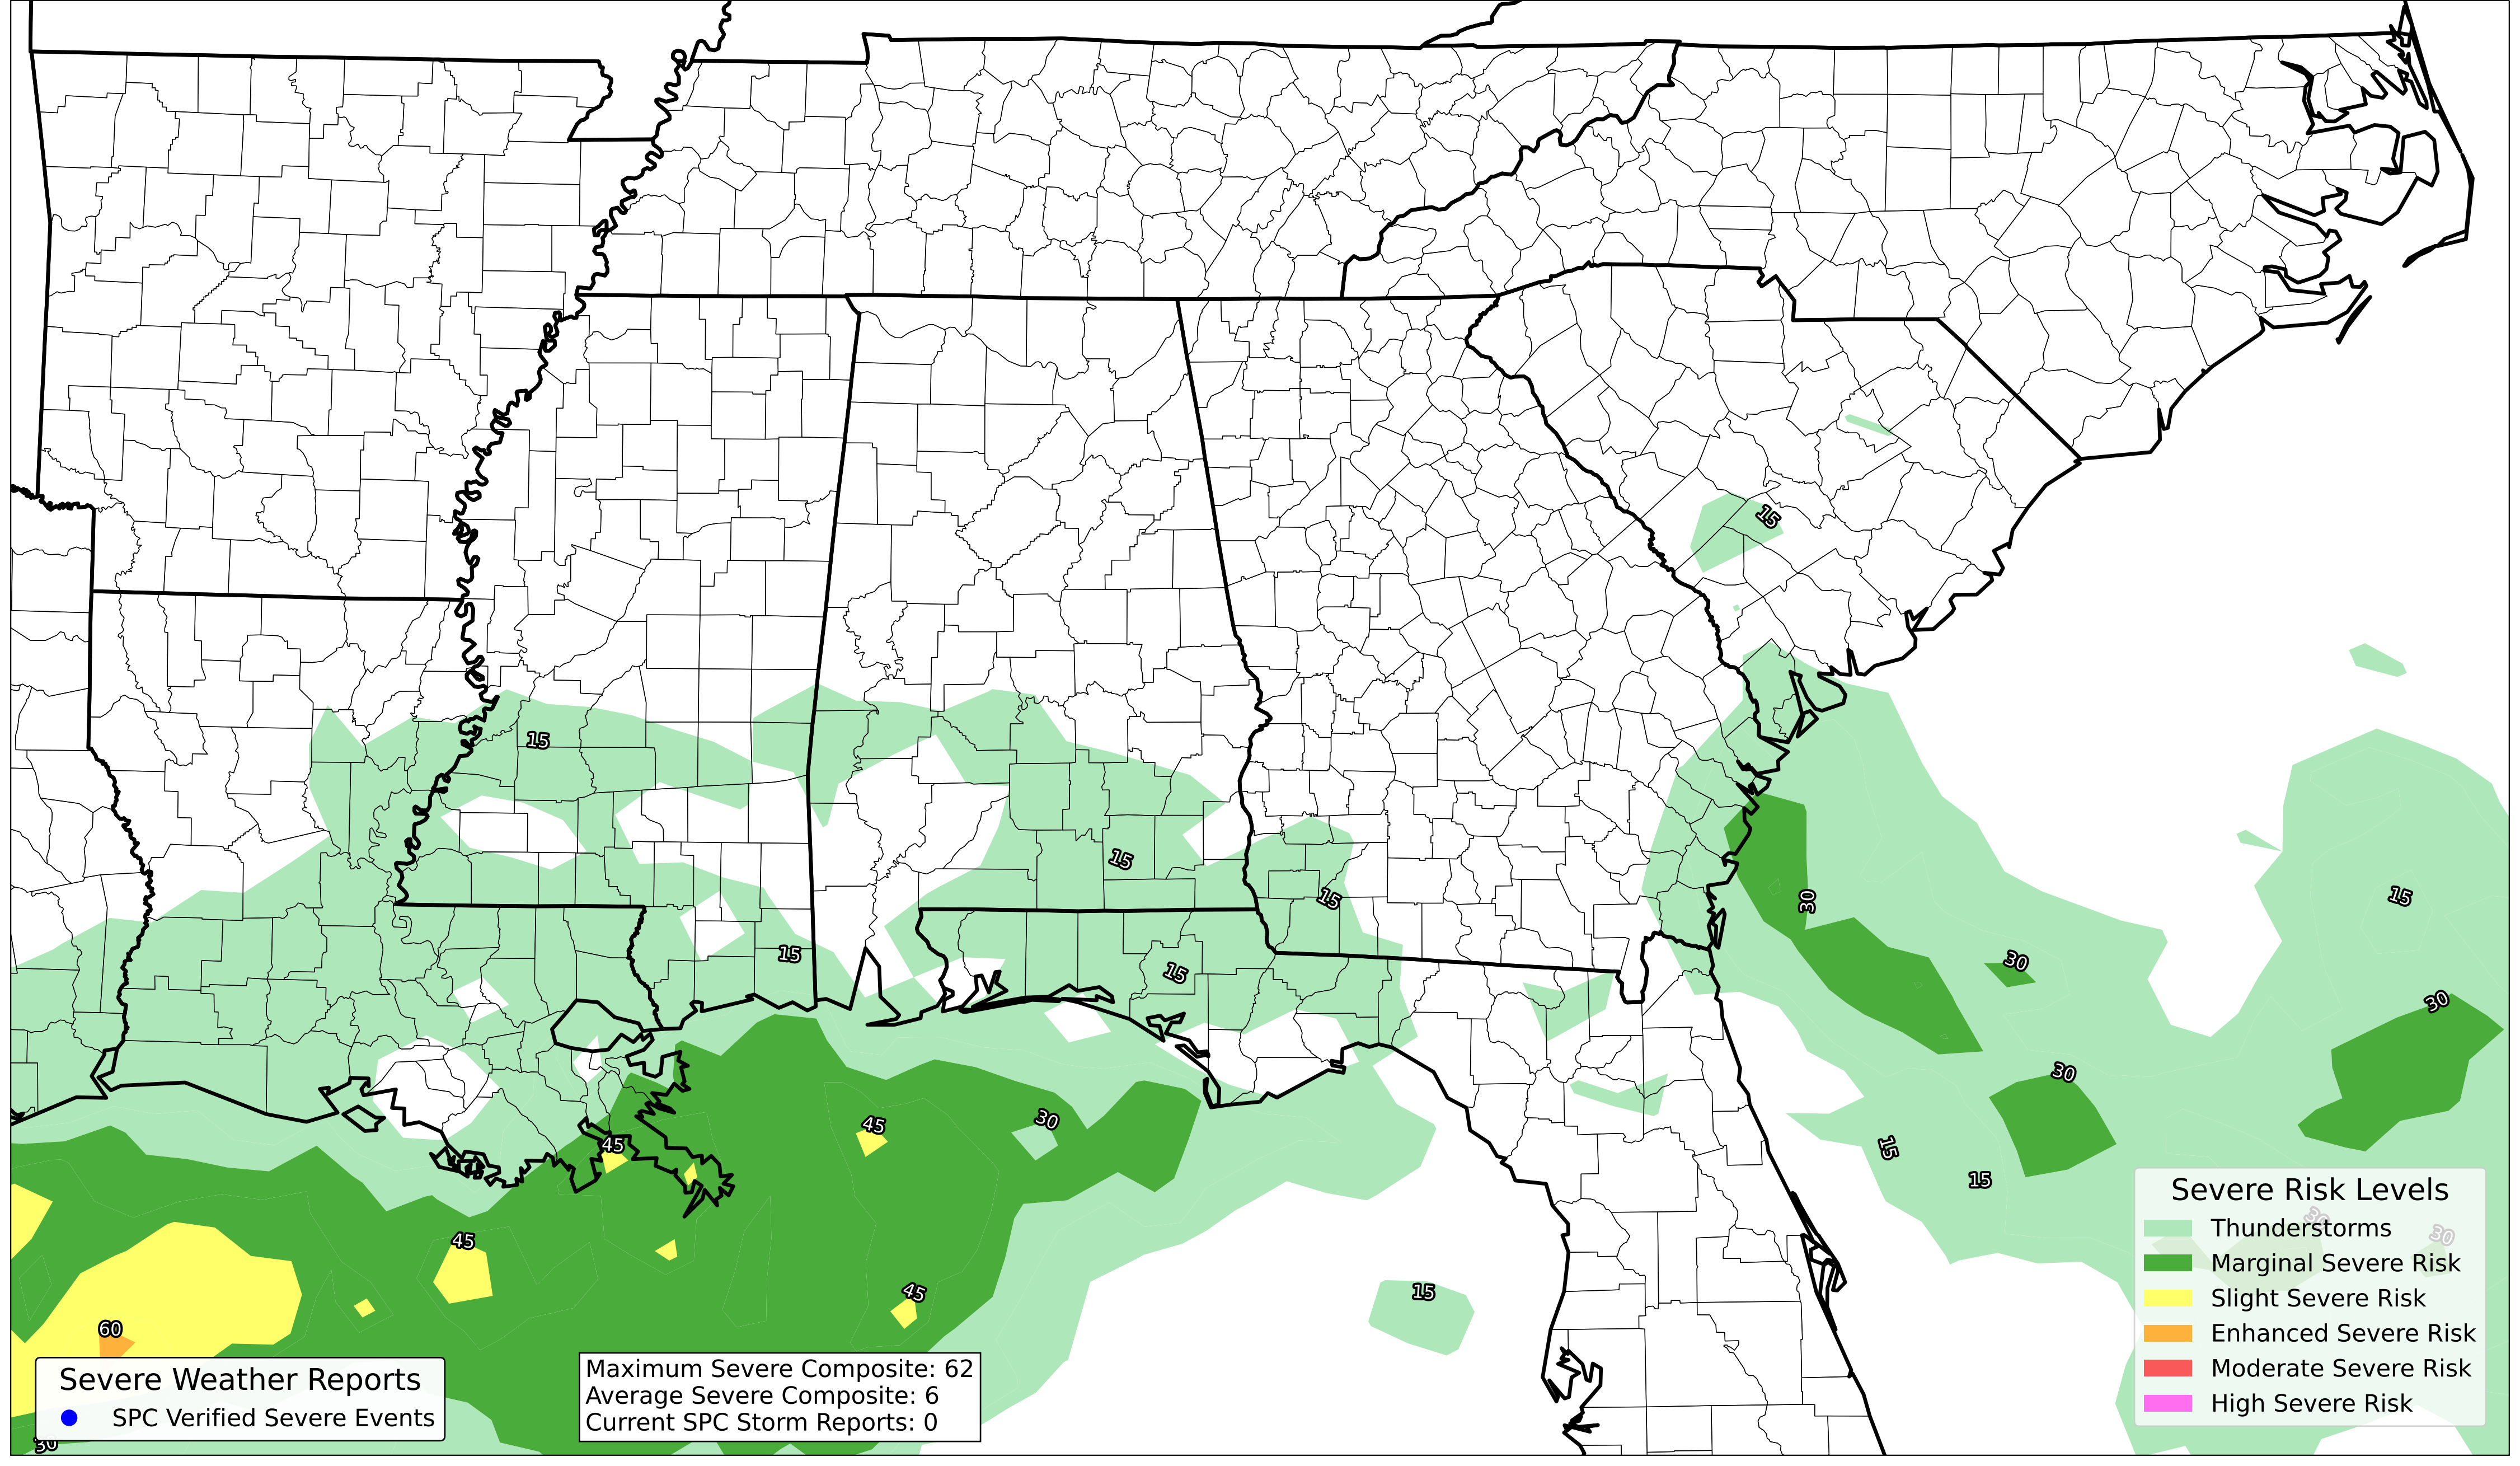 15
15
15
15
15
30
15
15
30
30
30
45
30
45
15
15
45
45
15
60
30
30
30
Severe Risk Levels
Thunderstorms
Marginal Severe Risk
Slight Severe Risk
Enhanced Severe Risk
Moderate Severe Risk
High Severe Risk
Severe Weather Reports
SPC Verified Severe Events
Maximum Severe Composite: 62
Average Severe Composite: 6
Current SPC Storm Reports: 0